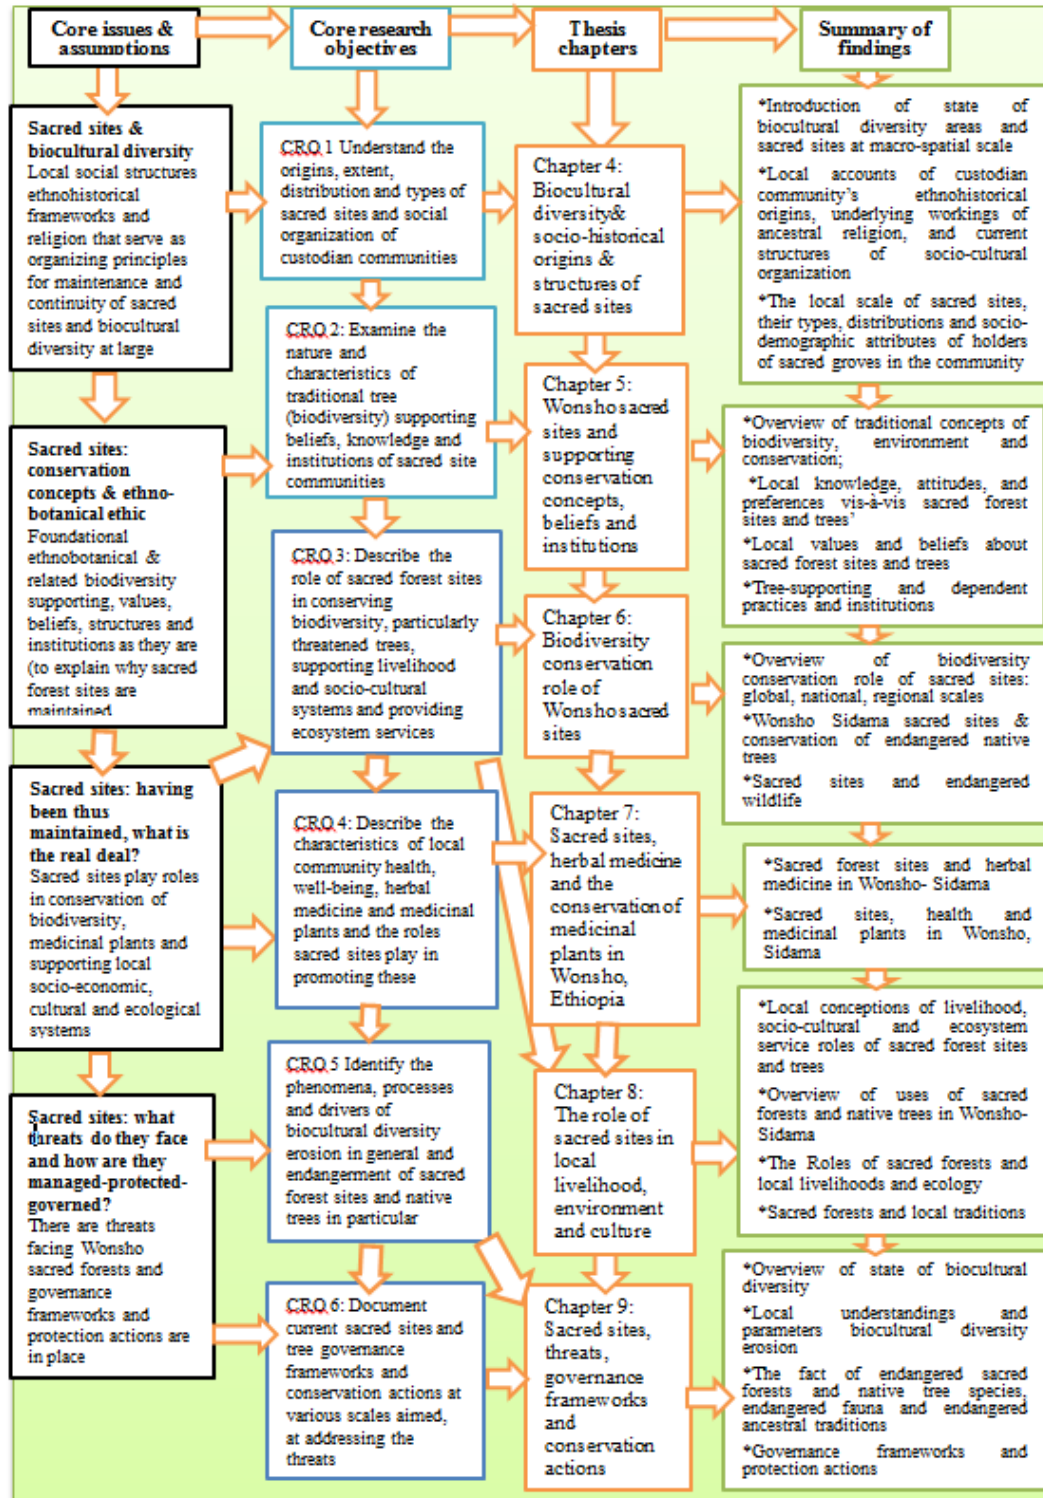 Core issues &
assumptions
Core research
objectives
Thesis
chapters
Summary of
findings
Sacred sites &
biocultural diversity
Local social structures
ethnohistorical
frameworks and
religion that serve as
organizing principles
for maintenance and
continuity of sacred
sites and biocultural
diversity at large
Sacred sites:
conservation
concepts & ethno-
botanical ethic
Foundational
ethnobotanical &
related biodiversity
supporting, values,
beliefs, structures and
institutions as they are
(to explain why sacred
forest sites are
maintained
Sacred sites: having
been thus
maintained, what is
the real deal?
Sacred sites play roles
in conservation of
biodiversity,
medicinal plants and
supporting local
socio-economic,
cultural and ecological
systems
Sacred sites: what
threats do they face
and how are they
managed-protected-
governed?
There are threats
facing Wonsho
sacred forests and
governance
frameworks and
protection actions are
in place
CRO 1 Understand the
origins, extent,
distribution and types of
sacred sites and social
organization of
custodian communities
CRO 2: Examine the
nature and
characteristics of
traditional tree
(biodiversity) supporting
beliefs, knowledge and
institutions of sacred site
communities
CRO 3: Describe the
role of sacred forest sites
in conserving
biodiversity, particularly
threatened trees,
supporting livelihood
and socio-cultural
systems and providing
ecosystem services
CRO 4: Describe the
characteristics of local
community health,
well-being, herbal
medicine and medicinal
plants and the roles
sacred sites play in
promoting these
CRO 5 Identify the
phenomena, processes
and drivers of
biocultural diversity
erosion in general and
endangerment of sacred
forest sites and native
trees in particular
CRO 6: Document
current sacred sites and
tree governance
frameworks and
conservation actions at
various scales aimed,
at addressing the
threats
Chapter 4:
Biocultural
diversity&
socio-historical
origins &
structures of
sacred sites
Chapter 5:
Wonsho sacred
sites and
supporting
conservation
concepts,
beliefs and
institutions
Chapter 6:
Biodiversity
conservation
role of
Wonsho sacred
sites
Chapter 7:
Sacred sites,
herbal medicine
and the
conservation of
medicinal
plants in
Wonsho,
Ethiopia
Chapter 8:
The role of
sacred sites in
local
livelihood,
environment
and culture
Chapter 9:
Sacred sites,
threats,
governance
frameworks
and
conservation
actions
*Introduction of state of
biocultural diversity areas and
sacred sites at macro-spatial scale
*Local accounts of custodian
community's ethnohistorical
origins, underlying workings of
ancestral religion, and current
structures of socio-cultural
organization
*The local scale of sacred sites,
their types, distributions and socio-
demographic attributes of holders
of sacred groves in the community
*Overview of traditional concepts of
biodiversity, environment and
conservation;
*Local knowledge, attitudes, and
preferences vis-à-vis sacred forest
sites and trees’
*Local values and beliefs about
sacred forest sites and trees
*Tree-supporting and dependent
practices and institutions
*Overview of biodiversity
conservation role of sacred sites:
global, national, regional scales
*Wonsho Sidama sacred sites &
conservation of endangered native
trees
*Sacred sites and endangered
wildlife
*Sacred forest sites and herbal
medicine in Wonsho- Sidama
*Sacred sites, health and
medicinal plants in Wonsho,
Sidama
*Local conceptions of livelihood,
socio-cultural and ecosystem
service roles of sacred forest sites
and trees
*Overview of uses of sacred
forests and native trees in Wonsho-
Sidama
*The Roles of sacred forests and
local livelihoods and ecology
*Sacred forests and local traditions
*Overview of state of biocultural
diversity
*Local understandings and
parameters biocultural diversity
erosion
*The fact of endangered sacred
forests and native tree species,
endangered fauna and endangered
ancestral traditions
*Governance frameworks and
protection actions